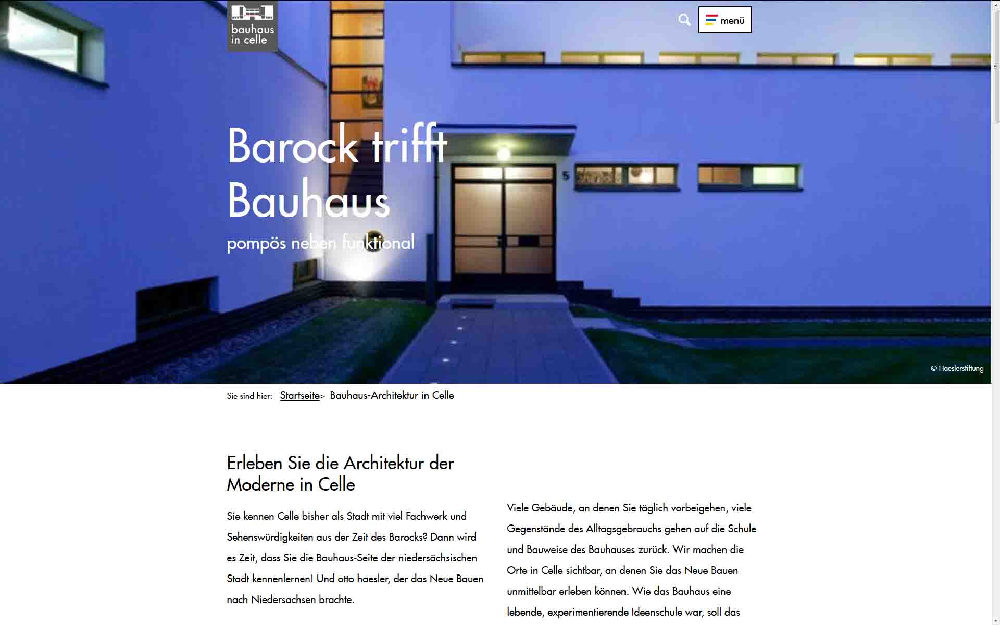 bauhaus
in celle
menü
Barock trifft
Bauhaus
pompös neben funktional
5
© Haeslerstiftung
Sie sind hier: Startseite> Bauhaus-Architektur in Celle
Erleben Sie die Architektur der
Moderne in Celle
Sie kennen Celle bisher als Stadt mit viel Fachwerk und
Sehenswürdigkeiten aus der Zeit des Barocks? Dann wird
es Zeit, dass Sie die Bauhaus-Seite der niedersächsischen
Stadt kennenlernen! Und otto haesler, der das Neue Bauen
nach Niedersachsen brachte.
Viele Gebäude, an denen Sie täglich vorbeigehen, viele
Gegenstände des Alltagsgebrauchs gehen auf die Schule
und Bauweise des Bauhauses zurück. Wir machen die
Orte in Celle sichtbar, an denen Sie das Neue Bauen
unmittelbar erleben können. Wie das Bauhaus eine
lebende, experimentierende Ideenschule war, soll das